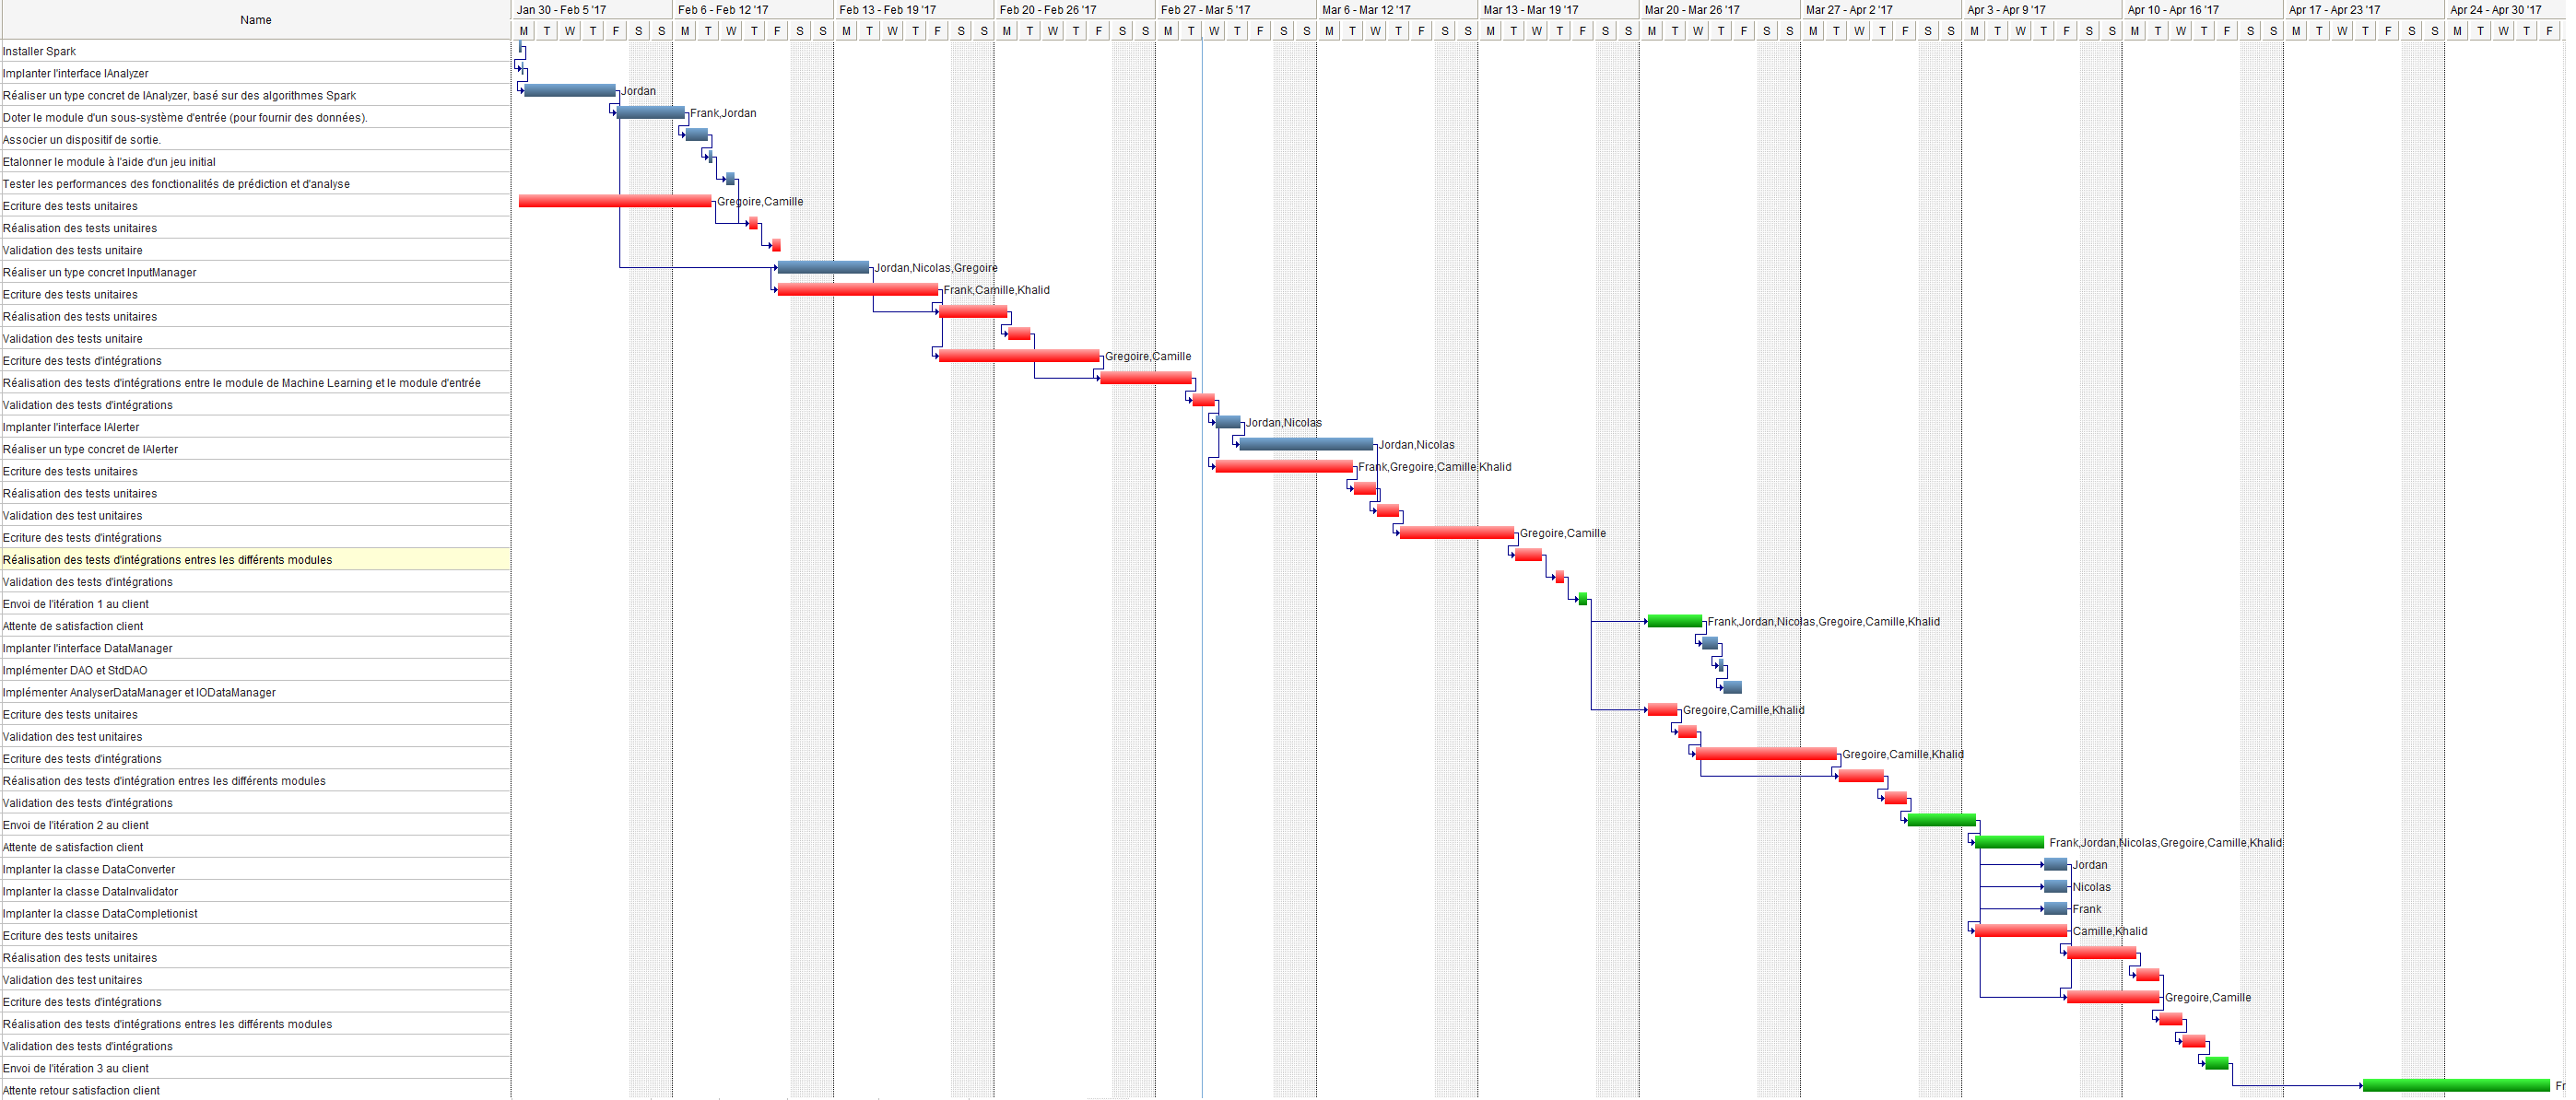 Name
Jan 30 - Feb 5 '17 Feb 6 - Feb 12 '17 Feb 13 - Feb 19 '17 Feb 20 - Feb 26 '17 Feb 27 - Mar 5 '17 Mar 6 - Mar 12 '17 Mar 13 - Mar 19 '17 Mar 20 - Mar 26 '17 Mar 27 - Apr 2 '17 Apr 3 - Apr 9 '17 Apr 10 - Apr 16 '17 Apr 17 - Apr 23 '17 Apr 24 - Apr 30 '17
M T W T F S S M T W T F S S M T W T F S S M T W T F S S M T W T F S S M T W T F S S M T W T F S S M T W T F S S M T W T F S S M T W T F S S M T W T F S S M T W T F S S M T W T F
Installer Spark
Implanter l'interface IAnalyzer
Réaliser un type concret de IAnalyzer, basé sur des algorithmes Spark Jordan
Doter le module d'un sous-système d'entrée (pour fournir des données). Frank,Jordan
Associer un dispositif de sortie.
Etalonner le module à l'aide d'un jeu initial
Tester les performances des fonctionalités de prédiction et d'analyse
Ecriture des tests unitaires Gregoire,Camille
Réalisation des tests unitaires
Validation des tests unitaire
Réaliser un type concret InputManager Jordan,Nicolas,Gregoire
Ecriture des tests unitaires Frank,Camille,Khalid
Réalisation des tests unitaires
Validation des tests unitaire
Ecriture des tests d'intégrations Gregoire,Camille
Réalisation des tests d'intégrations entre le module de Machine Learning et le module d'entrée
Validation des tests d'intégrations
Implanter l'interface IAlerter Jordan,Nicolas
Réaliser un type concret de IAlerter Jordan,Nicolas
Ecriture des tests unitaires Frank,Gregoire,Camille,Khalid
Réalisation des tests unitaires
Validation des test unitaires
Ecriture des tests d'intégrations Gregoire,Camille
Réalisation des tests d'intégrations entres les différents modules
Validation des tests d'intégrations
Envoi de l'itération 1 au client
Attente de satisfaction client Frank,Jordan,Nicolas,Gregoire,Camille,Khalid
Implanter l'interface DataManager
Implémenter DAO et StdDAO
Implémenter AnalyserDataManager et IODataManager
Ecriture des tests unitaires Gregoire,Camille,Khalid
Validation des test unitaires
Ecriture des tests d'intégrations Gregoire,Camille,Khalid
Réalisation des tests d'intégration entres les différents modules
Validation des tests d'intégrations
Envoi de l'itération 2 au client
Attente de satisfaction client Frank,Jordan,Nicolas,Gregoire,Camille,Khalid
Implanter la classe DataConverter Jordan
Implanter la classe DataInvalidator Nicolas
Implanter la classe DataCompletionist Frank
Ecriture des tests unitaires Camille,Khalid
Réalisation des tests unitaires
Validation des test unitaires
Ecriture des tests d'intégrations Gregoire,Camille
Réalisation des tests d'intégrations entres les différents modules
Validation des tests d'intégrations
Envoi de l'itération 3 au client
Attente retour satisfaction client Fr